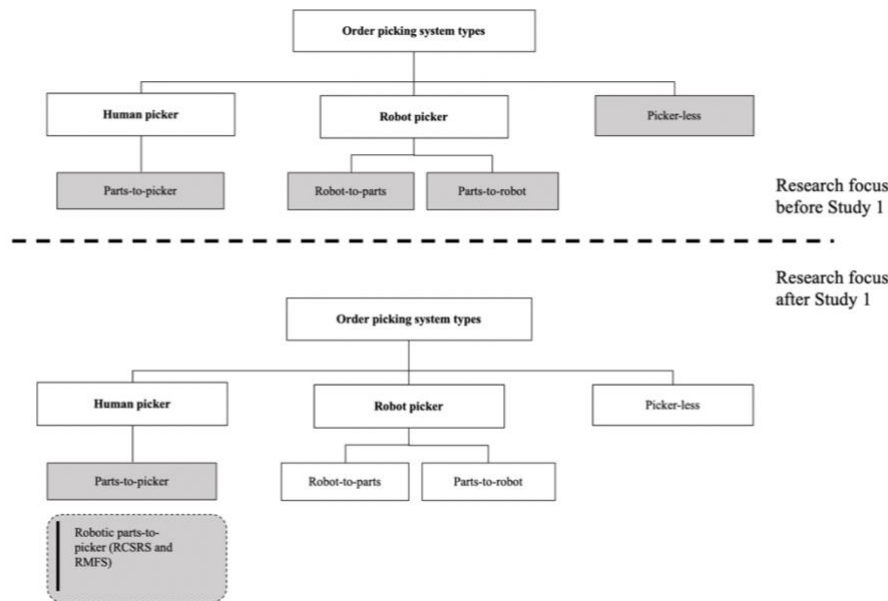 Order picking system types
Human picker
Robot picker
Picker-less
Parts-to-picker
Robot-to-parts
Parts-to-robot
Research focus
before Study 1
Research focus
after Study 1
Order picking system types
Human picker
Robot picker
Picker-less
Parts-to-picker
Robot-to-parts
Parts-to-robot
Robotic parts-to-
picker (RCSRS and
RMFS)